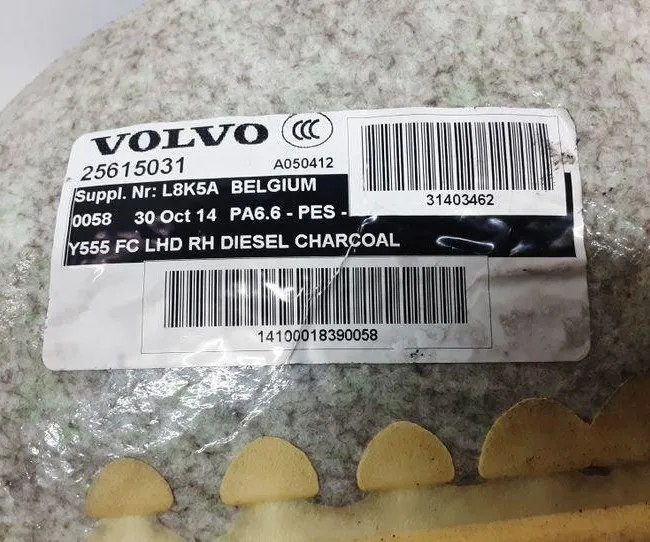 VOLVO CCC
25615031 A050412
Suppl. Nr: L8K5A BELGIUM
31403462
0058 30 Oct 14 PA6.6 - PES -
Y555 FC LHD RH DIESEL CHARCOAL
14100018390058